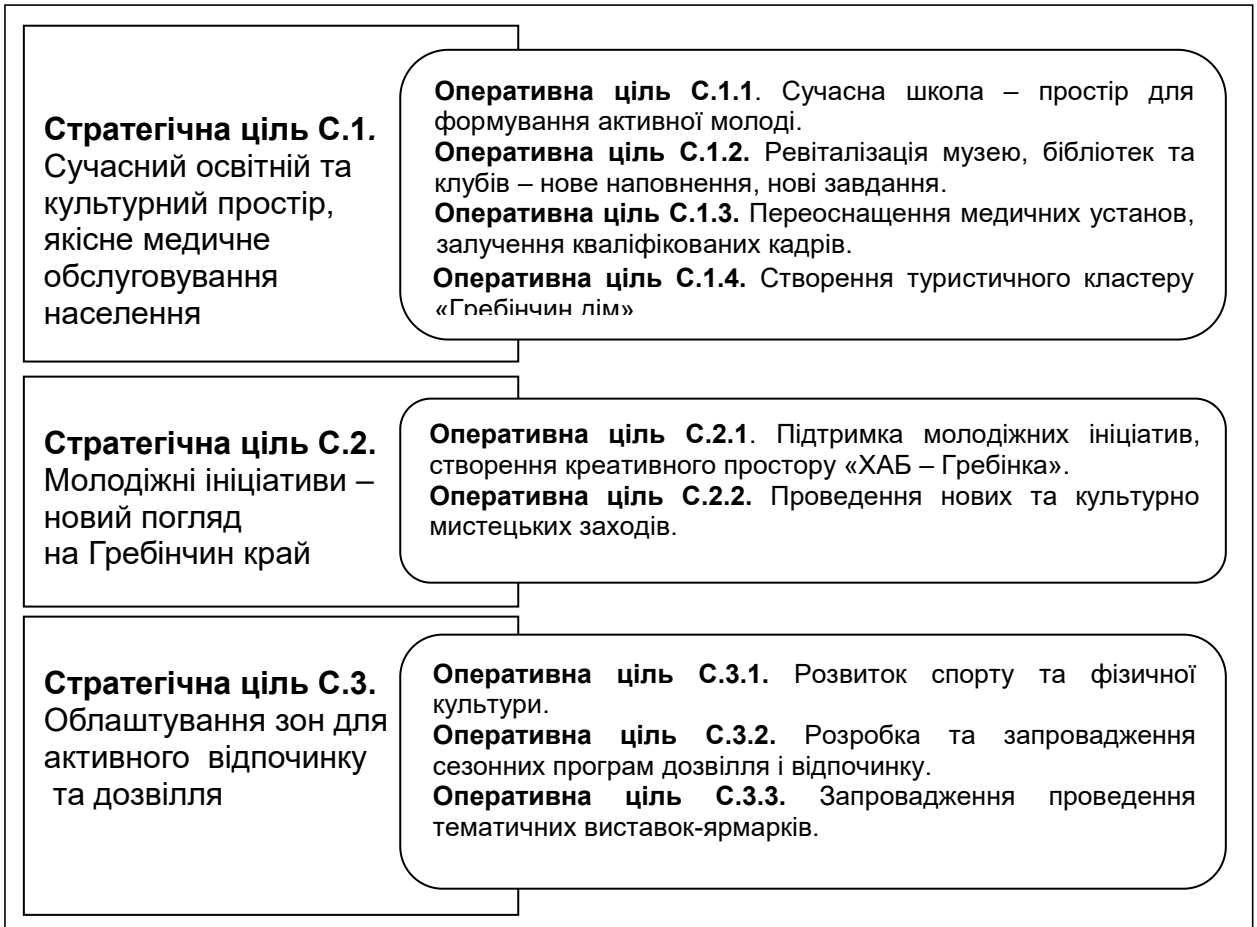 Стратегічна ціль С.1.
Сучасний освітній та
культурний простір,
якісне медичне
обслуговування
населення
Оперативна ціль С.1.1. Сучасна школа – простір для
формування активної молоді.
Оперативна ціль С.1.2. Ревіталізація музею, бібліотек та
клубів – нове наповнення, нові завдання.
Оперативна ціль С.1.3. Переоснащення медичних установ,
залучення кваліфікованих кадрів.
Оперативна ціль С.1.4. Створення туристичного кластеру
«Гребінчин дім»
Стратегічна ціль С.2.
Молодіжні ініціативи –
новий погляд
на Гребінчин край
Оперативна ціль С.2.1. Підтримка молодіжних ініціатив,
створення креативного простору «ХАБ – Гребінка».
Оперативна ціль С.2.2. Проведення нових та культурно
мистецьких заходів.
Стратегічна ціль С.3.
Облаштування зон для
активного відпочинку
та дозвілля
Оперативна ціль С.3.1. Розвиток спорту та фізичної
культури.
Оперативна ціль С.3.2. Розробка та запровадження
сезонних програм дозвілля і відпочинку.
Оперативна ціль С.3.3. Запровадження проведення
тематичних виставок-ярмарків.